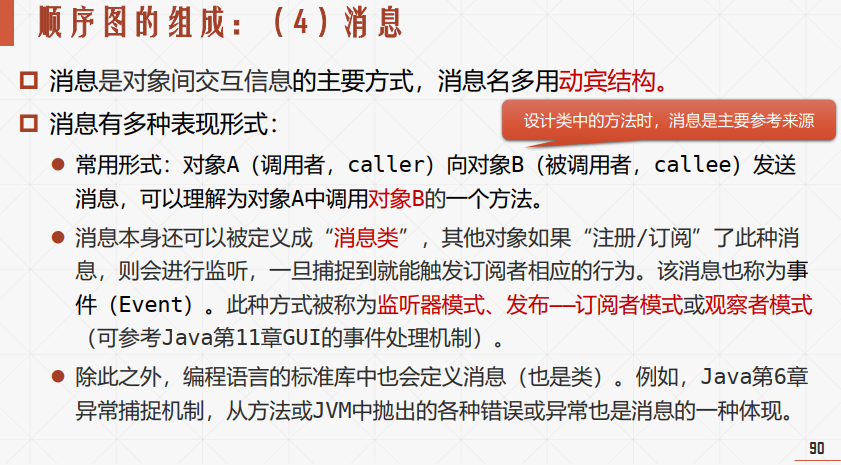 顺序图的组成：（4）消息
消息是对象间交互信息的主要方式，消息名多用动宾结构。
消息有多种表现形式：
设计类中的方法时，消息是主要参考来源
常用形式：对象A（调用者，caller）向对象B（被调用者，callee）发送
消息，可以理解为对象A中调用对象B的一个方法。
消息本身还可以被定义成“消息类”，其他对象如果“注册/订阅”了此种消
息，则会进行监听，一旦捕捉到就能触发订阅者相应的行为。该消息也称为事
件（Event）。此种方式被称为监听器模式、发布——订阅者模式或观察者模式
（可参考Java第11章GUI的事件处理机制）。
除此之外，编程语言的标准库中也会定义消息（也是类）。例如，Java第6章
异常捕捉机制，从方法或JVM中抛出的各种错误或异常也是消息的一种体现。
90